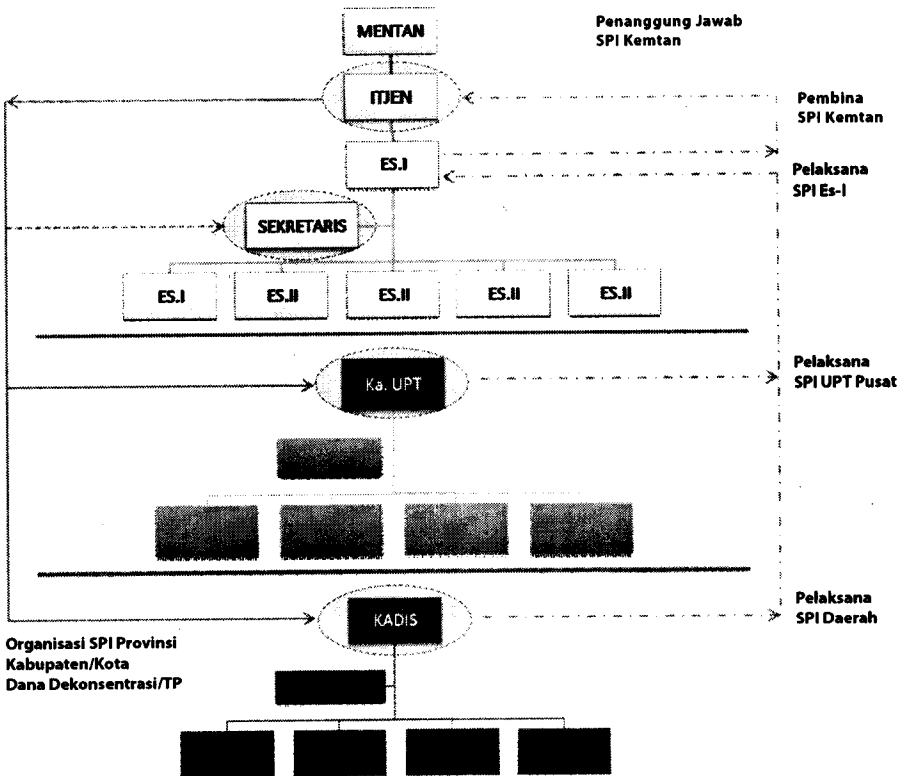 MENTAN
Penanggung Jawab
SPI Kemtan
ITJEN
Pembina
SPI Kemtan
ES.I
Pelaksana
SPI Es-I
SEKRETARIS
ES.I
ES.II
ES.II
ES.II
ES.II
Ka. UPT
Pelaksana
SPI UPT Pusat
KADIS
Pelaksana
SPI Daerah
Organisasi SPI Provinsi
Kabupaten/Kota
Dana Dekonsentrasi/TP